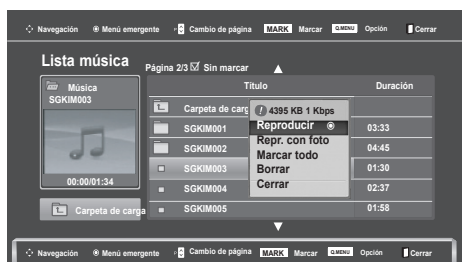 Navegación Menú emergente P Cambio de página MARK Marcar Q.MENU Opción Cerrar
Lista música
Página 2/3 Sin marcar
Música
SGKIM003
00:00/01:34
Carpeta de carga
Título Duración
Carpeta de carg
SGKIM001 03:33
SGKIM002 04:45
SGKIM003 01:30
SGKIM004 02:37
SGKIM005 01:58
4395 KB 1 Kbps
Reproducir
Repr. con foto
Marcar todo
Borrar
Cerrar
Navegación Menú emergente P Cambio de página MARK Marcar Q.MENU Opción Cerrar